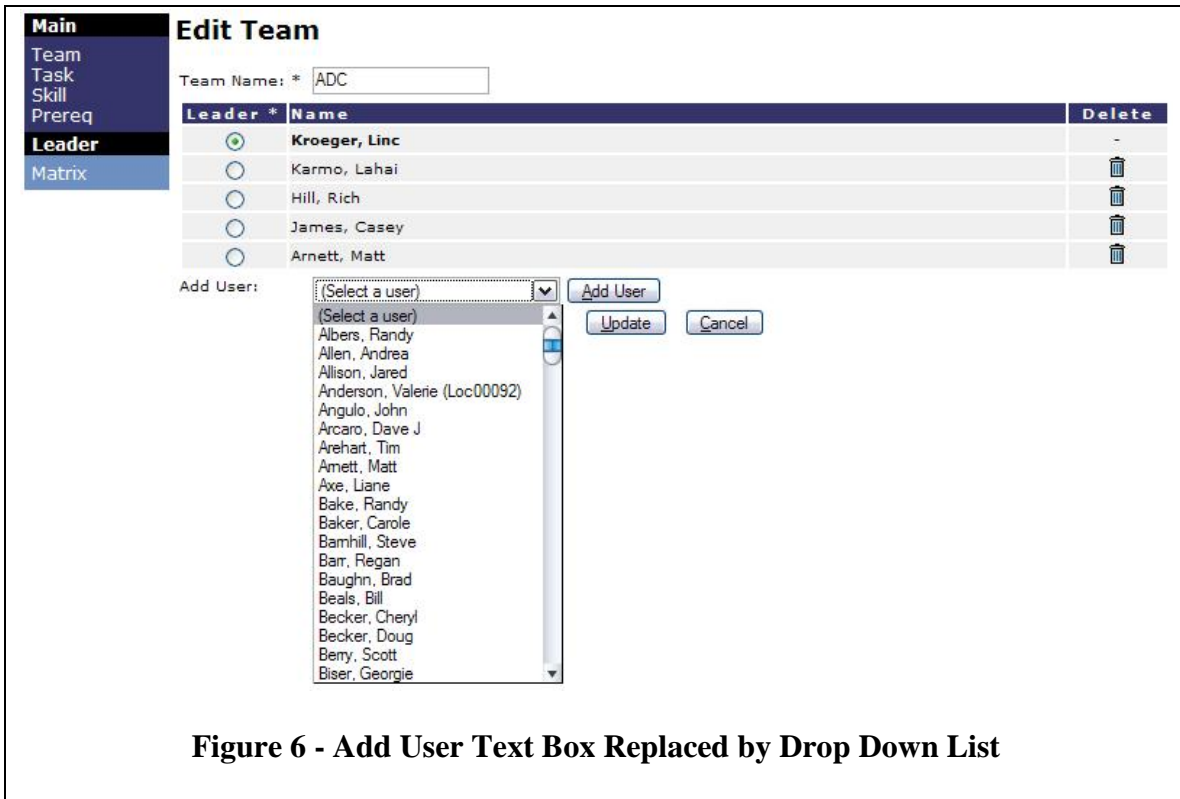 Main
Team
Task
Skill
Prereq
Leader
Matrix
Edit Team
Team Name: * ADC
Leader * Name Delete
Kroeger, Linc -
Karmo, Lahai
Hill, Rich
James, Casey
Arnett, Matt
Add User: (Select a user) Add User
Update Cancel
(Select a user)
Albers, Randy
Allen, Andrea
Allison, Jared
Anderson, Valerie (Loc00092)
Angulo, John
Arcaro, Dave J
Arehart, Tim
Arnett, Matt
Axe, Liane
Bake, Randy
Baker, Carole
Barnhill, Steve
Barr, Regan
Baughn, Brad
Beals, Bill
Becker, Cheryl
Becker, Doug
Berry, Scott
Biser, Georgie
Figure 6 - Add User Text Box Replaced by Drop Down List